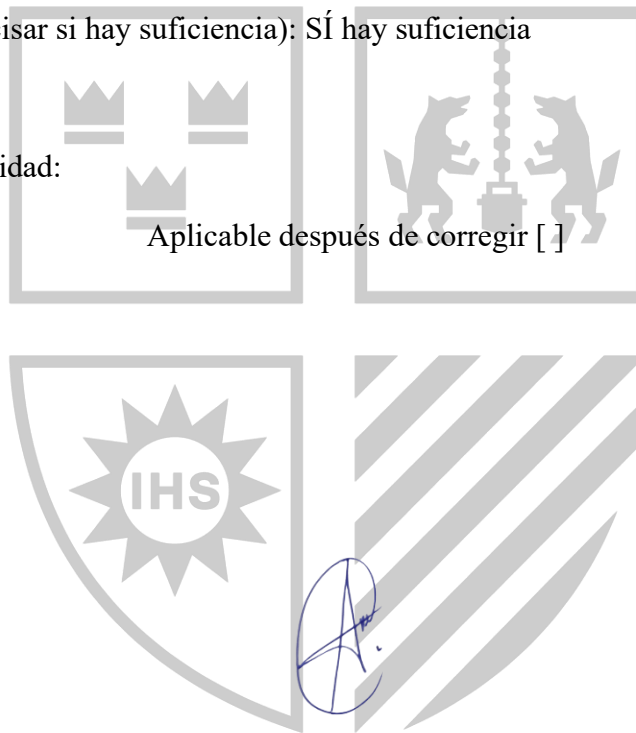 isar si hay suficiencia): SÍ hay suficiencia
idad:
Aplicable después de corregir [ ]
IHS